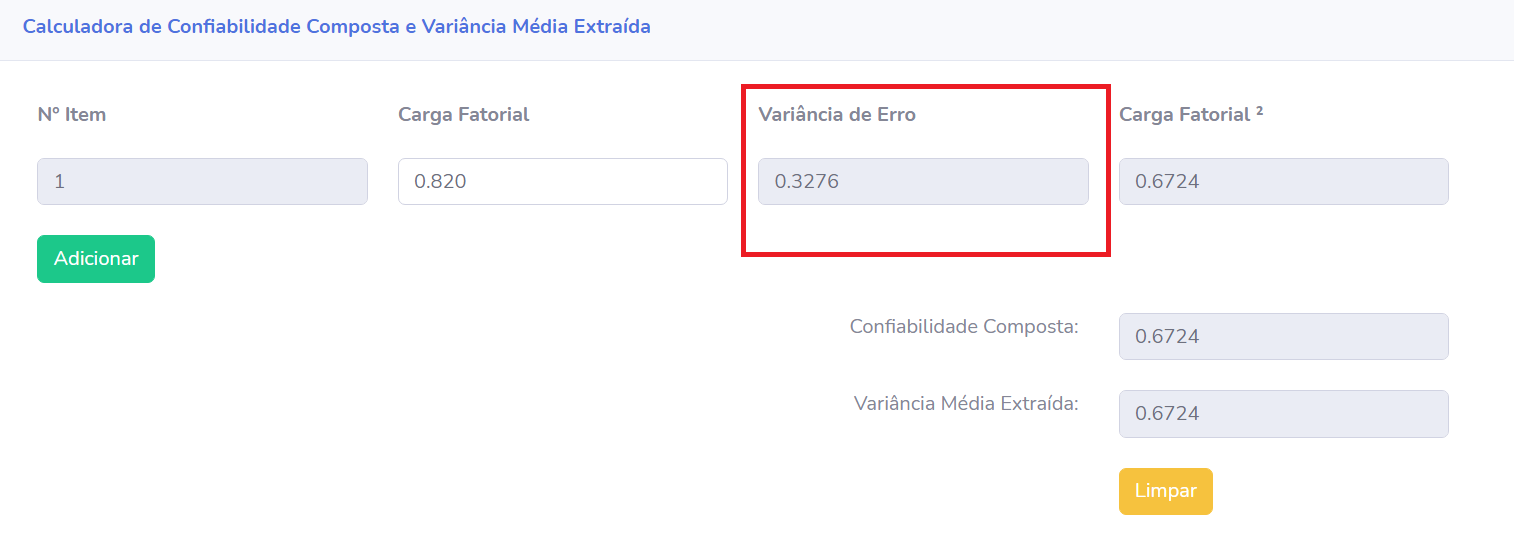 Calculadora de Confiabilidade Composta e Variância Média Extraída
Nº Item Carga Fatorial Variância de Erro Carga Fatorial ²
1 0.820 0.3276 0.6724
Adicionar
Confiabilidade Composta: 0.6724
Variância Média Extraída: 0.6724
Limpar